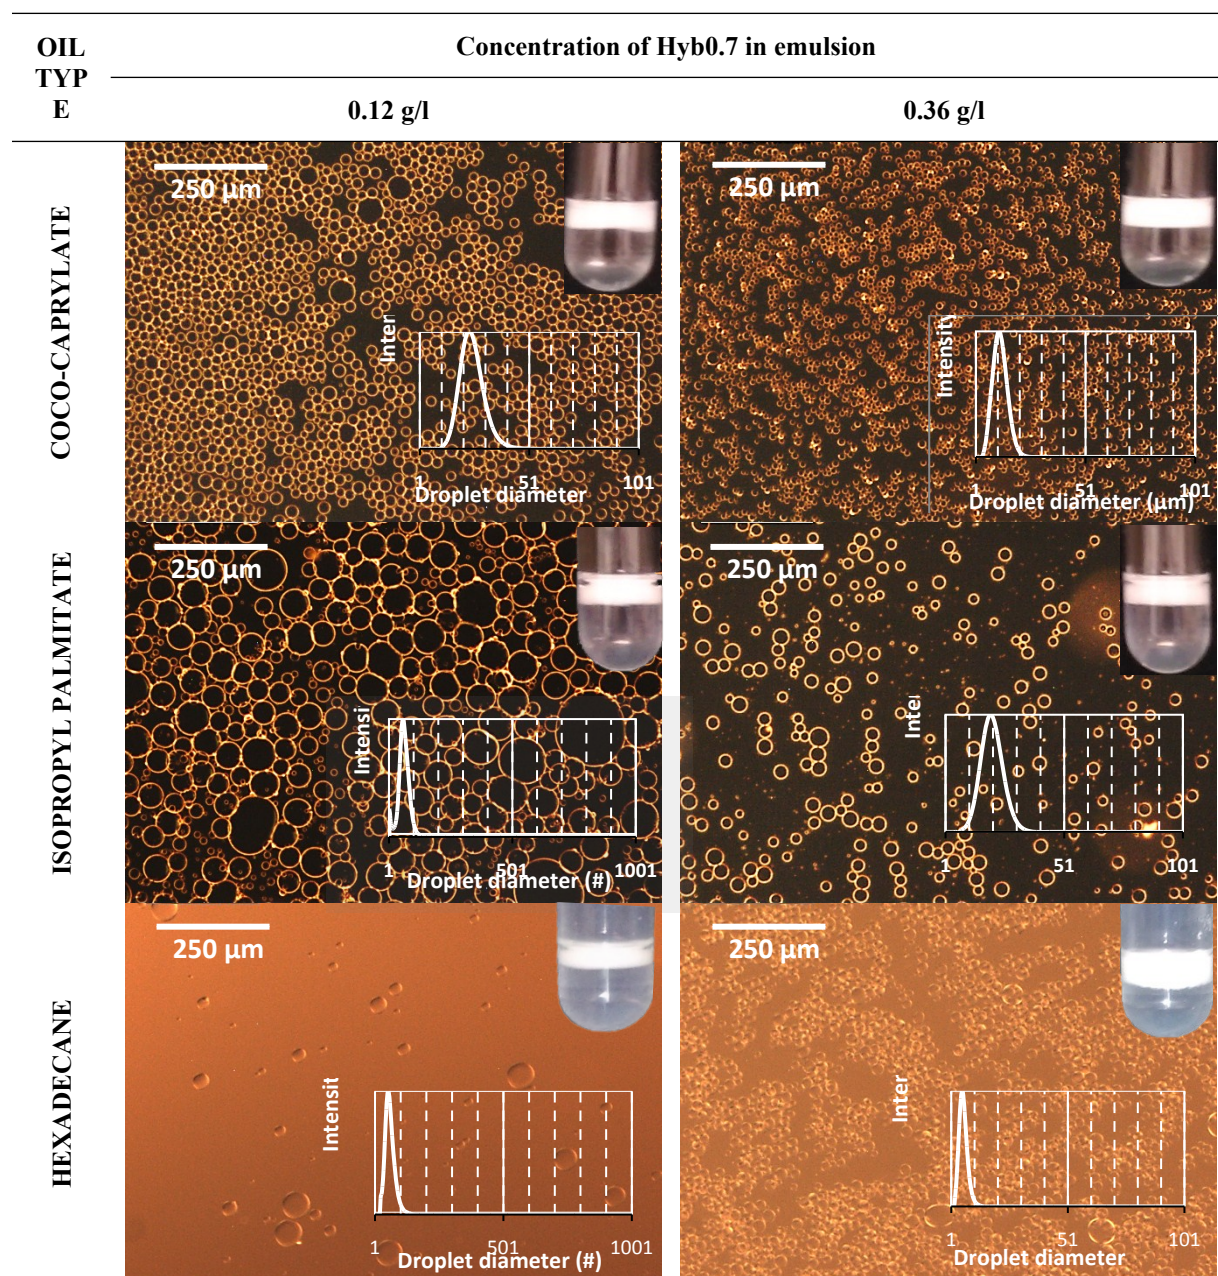 OIL
TYP
E
Concentration of Hyb0.7 in emulsion
0.12 g/l
0.36 g/l
COCO-CAPRYLATE
250 µm
Inter
1
51
101
Droplet diameter
250 µm
Intensity
1
51
101
Droplet diameter (µm)
ISOPROPYL PALMITATE
250 µm
Intensi
1
501
1001
Droplet diameter (#)
250 µm
Inte
1
51
101
HEXADECANE
250 µm
Intensit
1
501
1001
Droplet diameter (#)
250 µm
Inter
1
51
101
Droplet diameter